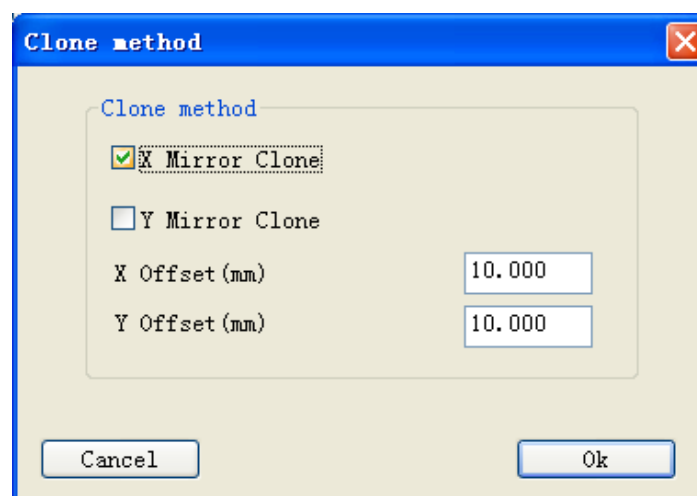 Clone method
Clone method
X Mirror Clone
Y Mirror Clone
X Offset(mm) 10.000
Y Offset(mm) 10.000
Cancel Ok